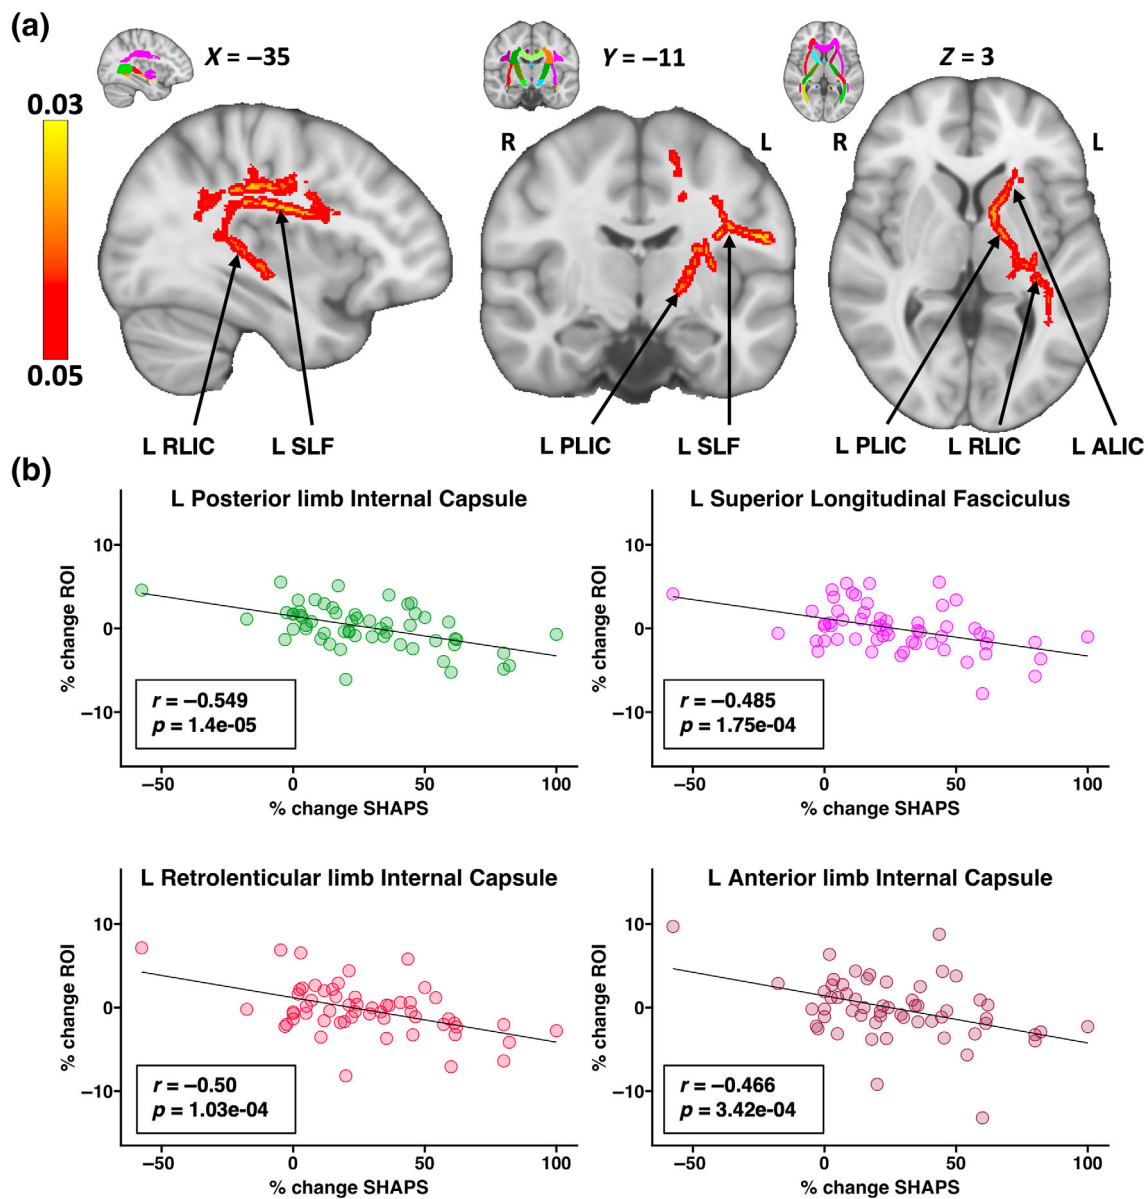 (a)
X = −35
Y = −11
Z = 3
0.03
0.05
R
L
R
L
L RLIC
L SLF
L PLIC
L SLF
L PLIC
L RLIC
L ALIC
(b)
L Posterior limb Internal Capsule
% change ROI
10
0
−10
r = −0.549
p = 1.4e-05
−50
0
50
100
% change SHAPS
L Superior Longitudinal Fasciculus
% change ROI
10
0
−10
r = −0.485
p = 1.75e-04
−50
0
50
100
% change SHAPS
L Retrolenticular limb Internal Capsule
% change ROI
10
0
−10
r = −0.50
p = 1.03e-04
−50
0
50
100
% change SHAPS
L Anterior limb Internal Capsule
% change ROI
10
0
−10
r = −0.466
p = 3.42e-04
−50
0
50
100
% change SHAPS